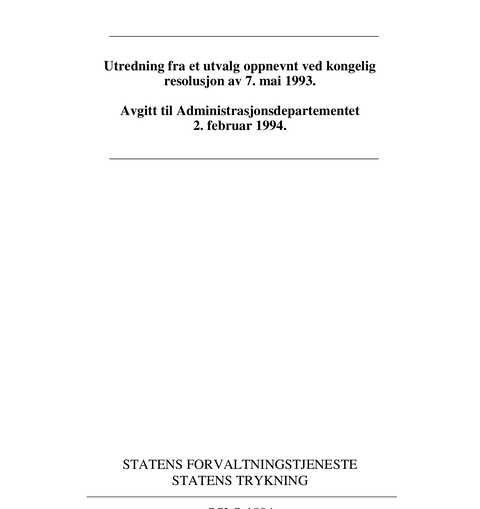 Utredning fra et utvalg oppnevnt ved kongelig
resolusjon av 7. mai 1993.
Avgitt til Administrasjonsdepartementet
2. februar 1994.
STATENS FORVALTNINGSTJENESTE
STATENS TRYKNING